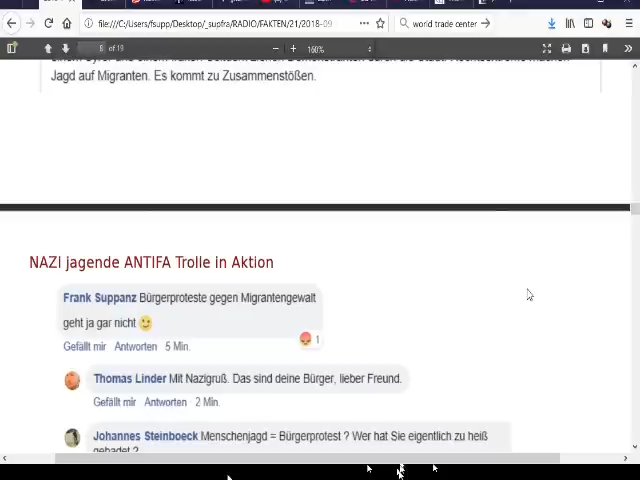 file:///C:/Users/fsupp/Desktop/_supfra/RADIO/FAKTEN/21/2018-09
world trade center
6 of 19
160%
Jagd auf Migranten. Es kommt zu Zusammenstößen.
NAZI jagende ANTIFA Trolle in Aktion
Frank Suppanz Bürgerproteste gegen Migrantengewalt
geht ja gar nicht
1
Gefällt mir Antworten 5 Min.
Thomas Linder Mit Nazigruß. Das sind deine Bürger, lieber Freund.
Gefällt mir Antworten 2 Min.
Johannes Steinboeck Menschenjagd = Bürgerprotest ? Wer hat Sie eigentlich zu heiß
gebadet ?